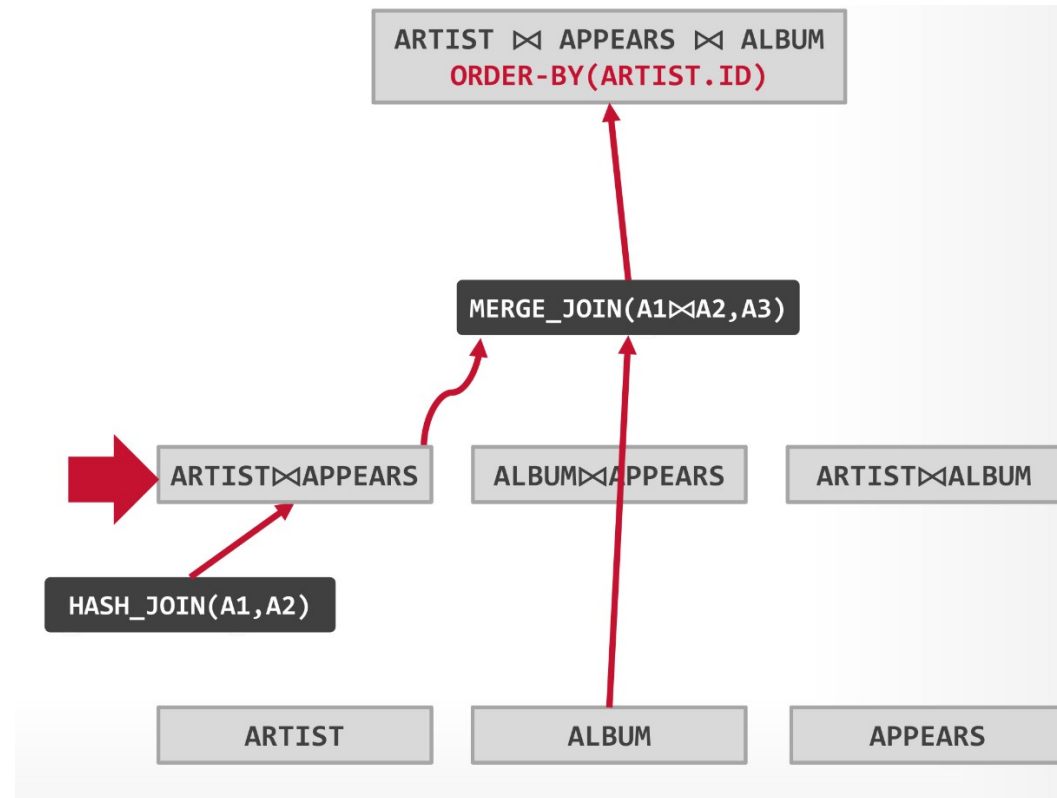 ARTIST ⋈ APPEARS ⋈ ALBUM
ORDER-BY(ARTIST.ID)
MERGE_JOIN(A1⋈A2,A3)
ARTIST⋈APPEARS
ALBUM⋈APPEARS
ARTIST⋈ALBUM
HASH_JOIN(A1,A2)
ARTIST
ALBUM
APPEARS